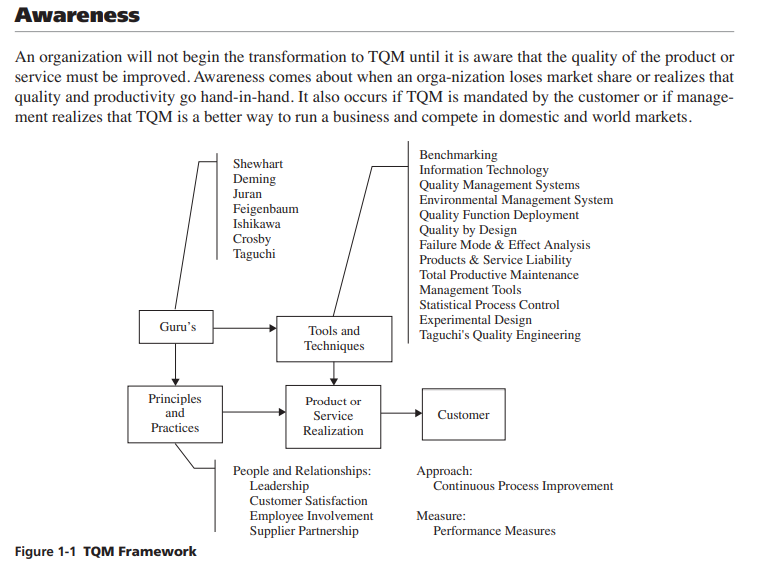 Awareness
An organization will not begin the transformation to TQM until it is aware that the quality of the product or
service must be improved. Awareness comes about when an orga-nization loses market share or realizes that
quality and productivity go hand-in-hand. It also occurs if TQM is mandated by the customer or if manage-
ment realizes that TQM is a better way to run a business and compete in domestic and world markets.
Shewhart
Deming
Juran
Feigenbaum
Ishikawa
Crosby
Taguchi
Benchmarking
Information Technology
Quality Management Systems
Environmental Management System
Quality Function Deployment
Quality by Design
Failure Mode & Effect Analysis
Products & Service Liability
Total Productive Maintenance
Management Tools
Statistical Process Control
Experimental Design
Taguchi's Quality Engineering
Guru's
Tools and
Techniques
Principles
and
Practices
Product or
Service
Realization
Customer
People and Relationships:
Leadership
Customer Satisfaction
Employee Involvement
Supplier Partnership
Approach:
Continuous Process Improvement
Measure:
Performance Measures
Figure 1-1 TQM Framework